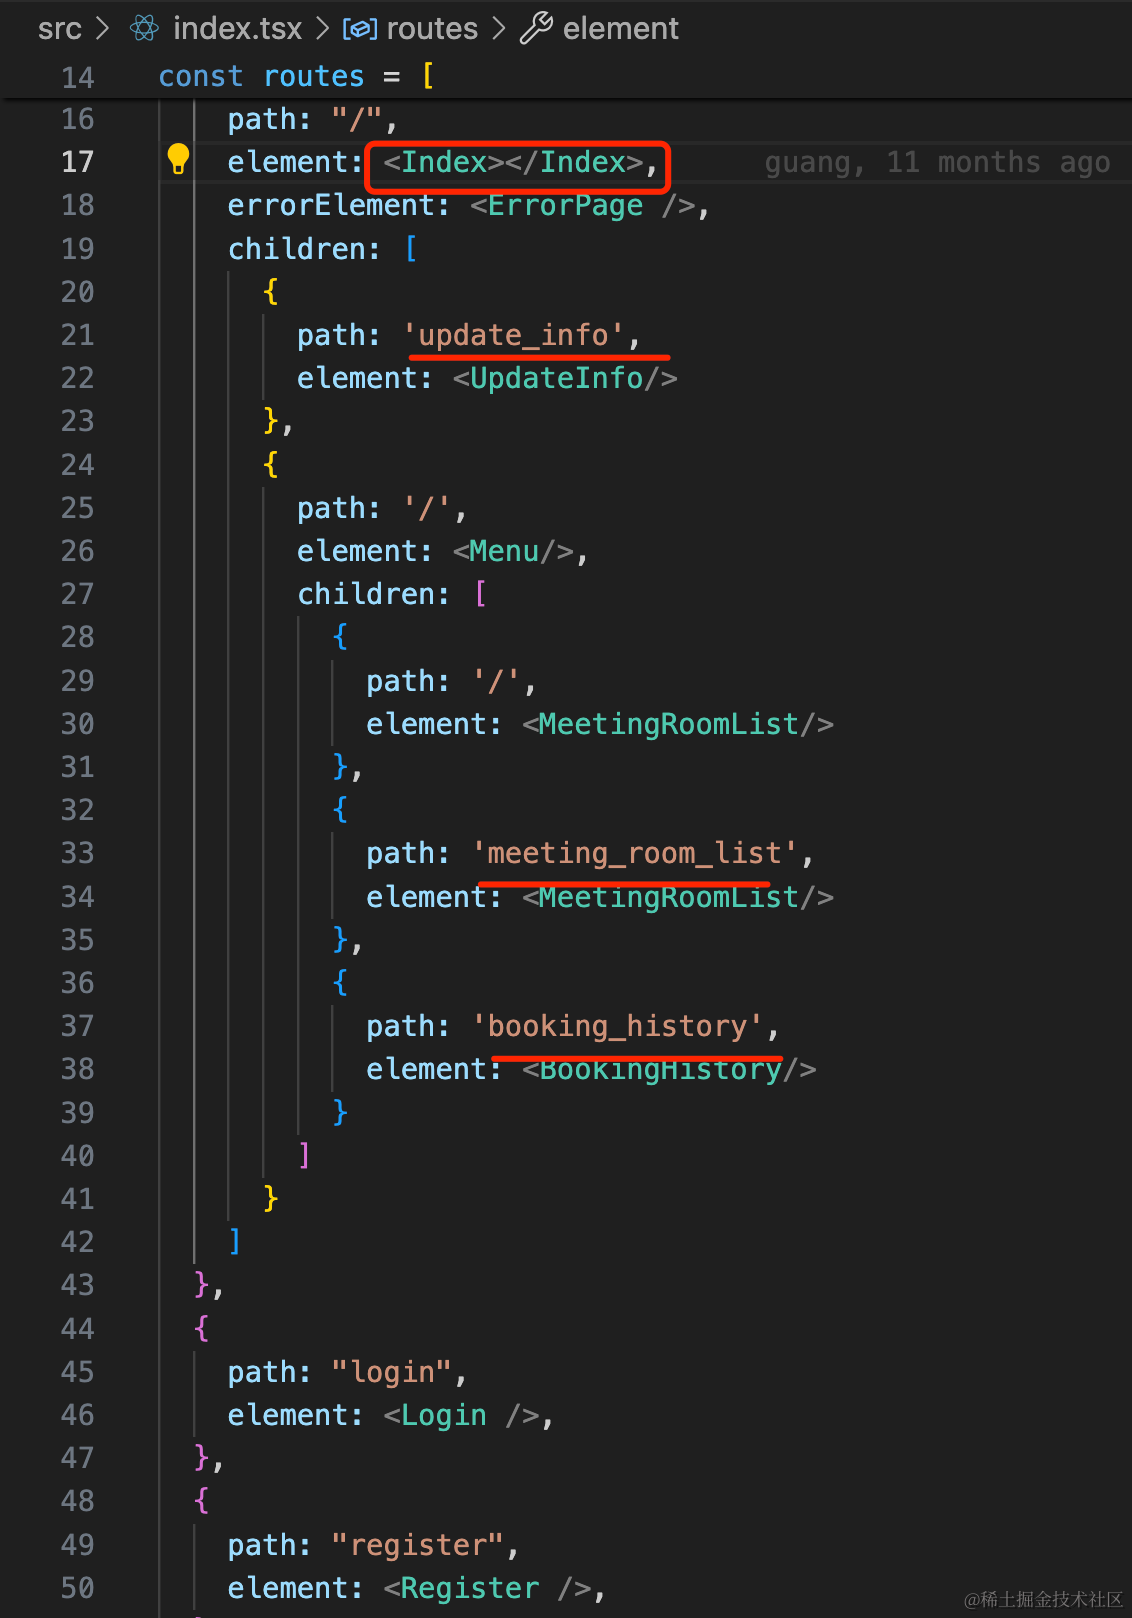 src > index.tsx > routes > element
14 const routes = [
16 path: "/",
17 element: <Index></Index>, guang, 11 months ago
18 errorElement: <ErrorPage />,
19 children: [
20 {
21 path: 'update_info',
22 element: <UpdateInfo/>
23 },
24 {
25 path: '/',
26 element: <Menu/>,
27 children: [
28 {
29 path: '/',
30 element: <MeetingRoomList/>
31 },
32 {
33 path: 'meeting_room_list',
34 element: <MeetingRoomList/>
35 },
36 {
37 path: 'booking_history',
38 element: <BookingHistory/>
39 }
40 ]
41 }
42 ]
43 },
44 {
45 path: "login",
46 element: <Login />,
47 },
48 {
49 path: "register",
50 element: <Register />,
@稀土掘金技术社区